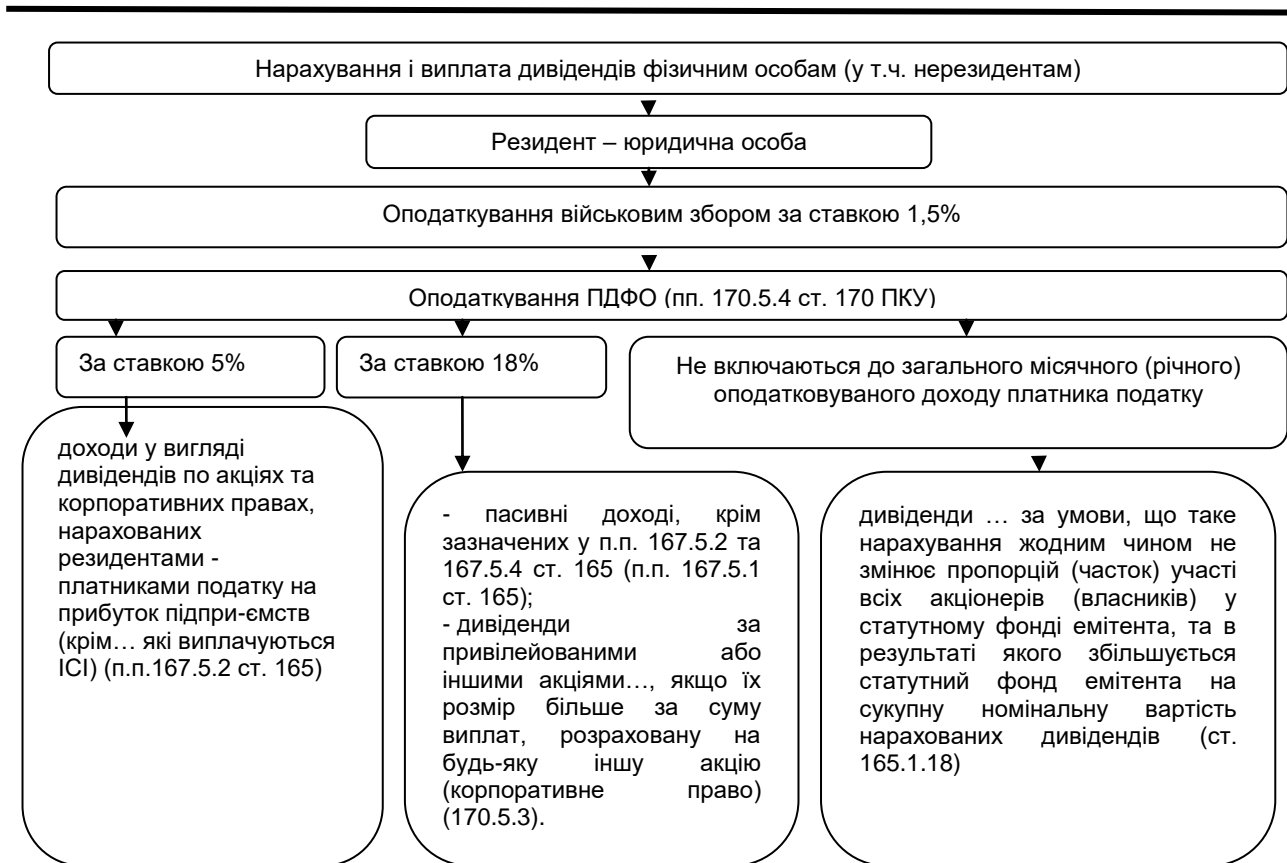 Нарахування і виплата дивідендів фізичним особам (у т.ч. нерезидентам)
Резидент – юридична особа
Оподаткування військовим збором за ставкою 1,5%
Оподаткування ПДФО (пп. 170.5.4 ст. 170 ПКУ)
За ставкою 5%
За ставкою 18%
Не включаються до загального місячного (річного)
оподатковуваного доходу платника податку
доходи у вигляді
дивідендів по акціях та
корпоративних правах,
нарахованих
резидентами -
платниками податку на
прибуток підпри-ємств
(крім… які виплачуються
ІСІ) (п.п.167.5.2 ст. 165)
- пасивні доході, крім
зазначених у п.п. 167.5.2 та
167.5.4 ст. 165 (п.п. 167.5.1
ст. 165);
- дивіденди за
привілейованими або
іншими акціями…, якщо їх
розмір більше за суму
виплат, розраховану на
будь-яку іншу акцію
(корпоративне право)
(170.5.3).
дивіденди … за умови, що таке
нарахування жодним чином не
змінює пропорцій (часток) участі
всіх акціонерів (власників) у
статутному фонді емітента, та в
результаті якого збільшується
статутний фонд емітента на
сукупну номінальну вартість
нарахованих дивідендів (ст.
165.1.18)